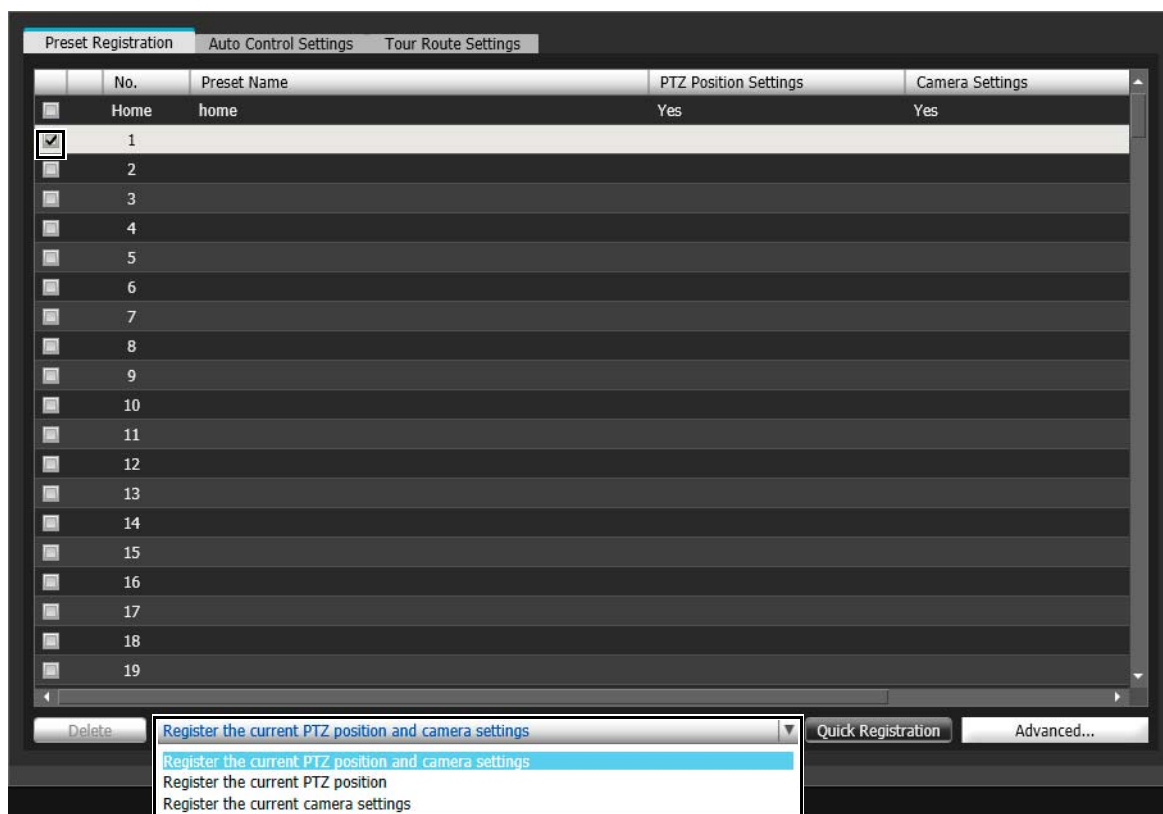 Preset Registration Auto Control Settings Tour Route Settings
No. Preset Name PTZ Position Settings Camera Settings
Home home Yes Yes
1
2
3
4
5
6
7
8
9
10
11
12
13
14
15
16
17
18
19
Delete Register the current PTZ position and camera settings Quick Registration Advanced...
Register the current PTZ position and camera settings
Register the current PTZ position
Register the current camera settings